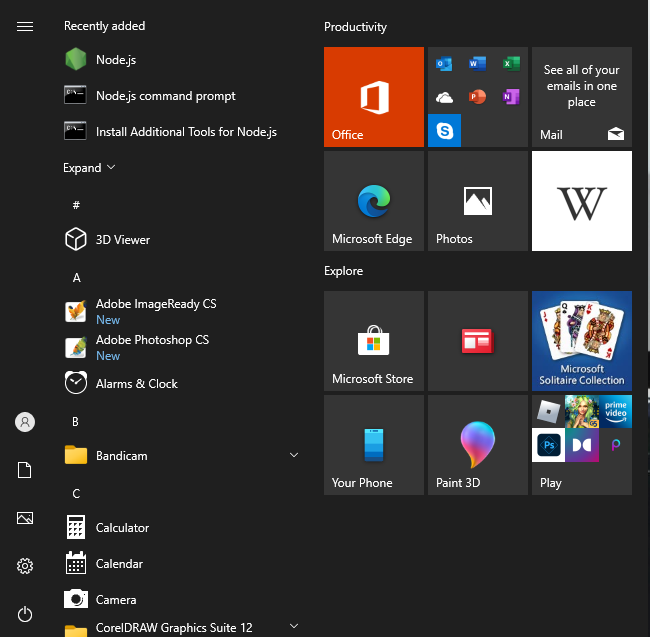 Recently added
Node.js
Node.js command prompt
Install Additional Tools for Node.js
Expand
#
3D Viewer
A
Adobe ImageReady CS
New
Adobe Photoshop CS
New
Alarms & Clock
B
Bandicam
C
Calculator
Calendar
Camera
CorelDRAW Graphics Suite 12
Productivity
Office
See all of your
emails in one
place
Mail
Microsoft Edge
Photos
W
Explore
Microsoft Store
Microsoft
Solitaire Collection
Your Phone
Paint 3D
prime
video
Ps
Play